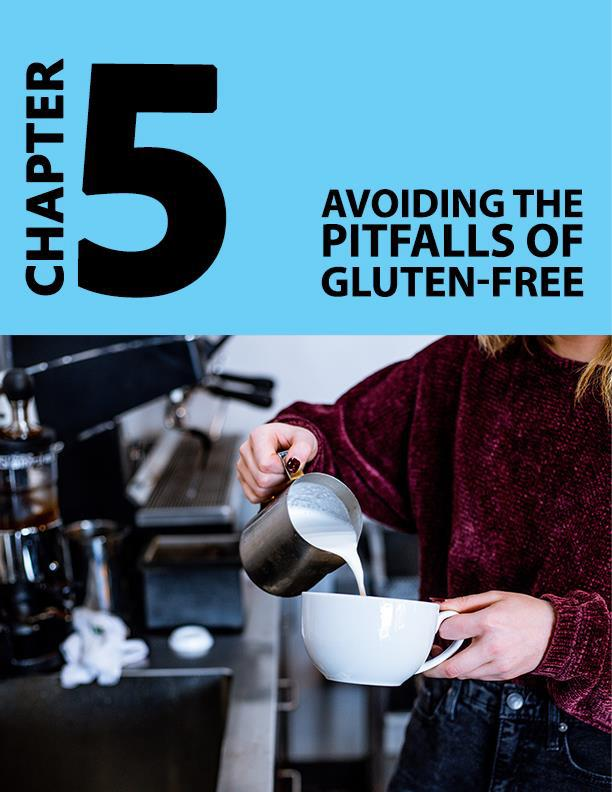 CHAPTER
5
AVOIDING THE
PITFALLS OF
GLUTEN-FREE